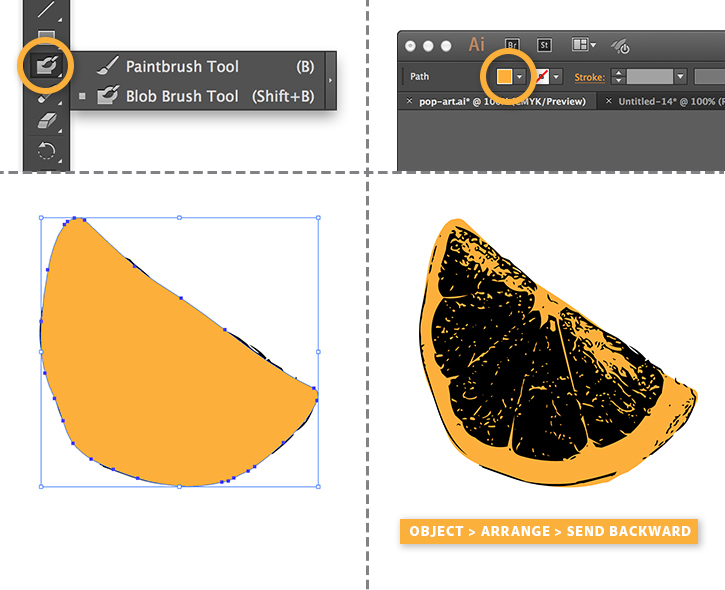 Paintbrush Tool (B)
Blob Brush Tool (Shift+B)
Ai Br St
Path Stroke:
× pop-art.ai* @ 100% (CMYK/Preview) × Untitled-14* @ 100% (
OBJECT > ARRANGE > SEND BACKWARD